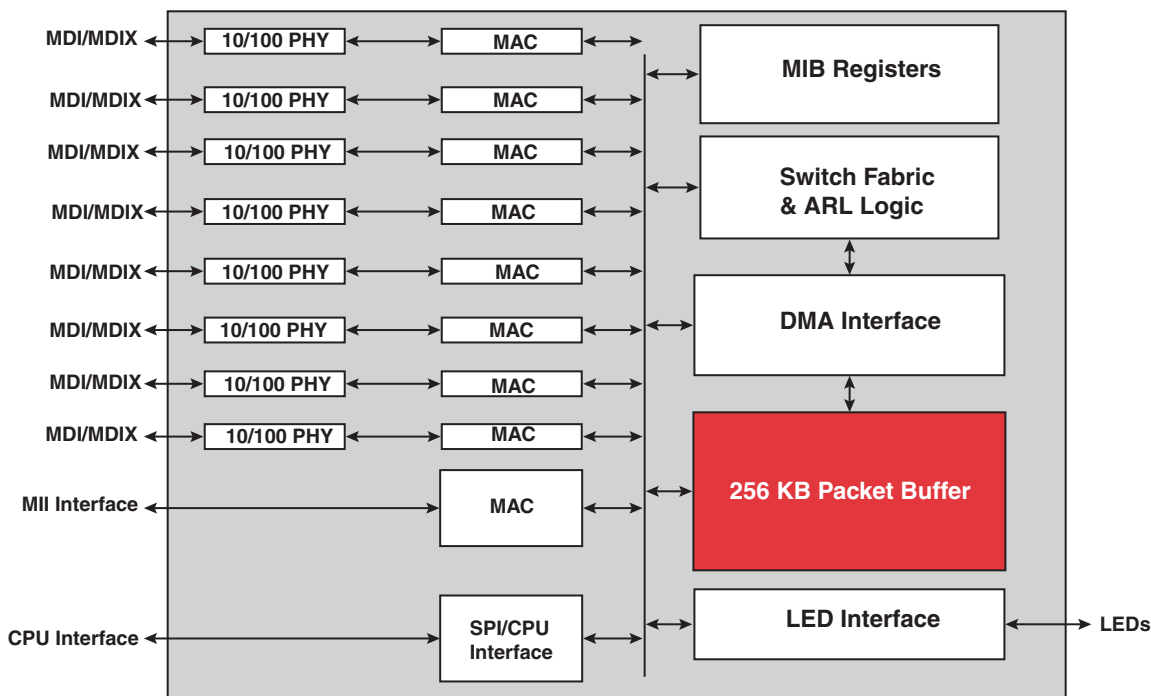 MDI/MDIX 10/100 PHY MAC
MDI/MDIX 10/100 PHY MAC
MDI/MDIX 10/100 PHY MAC
MDI/MDIX 10/100 PHY MAC
MDI/MDIX 10/100 PHY MAC
MDI/MDIX 10/100 PHY MAC
MDI/MDIX 10/100 PHY MAC
MDI/MDIX 10/100 PHY MAC
MII Interface MAC
CPU Interface
SPI/CPU
Interface
MIB Registers
Switch Fabric
& ARL Logic
DMA Interface
256 KB Packet Buffer
LED Interface
LEDs